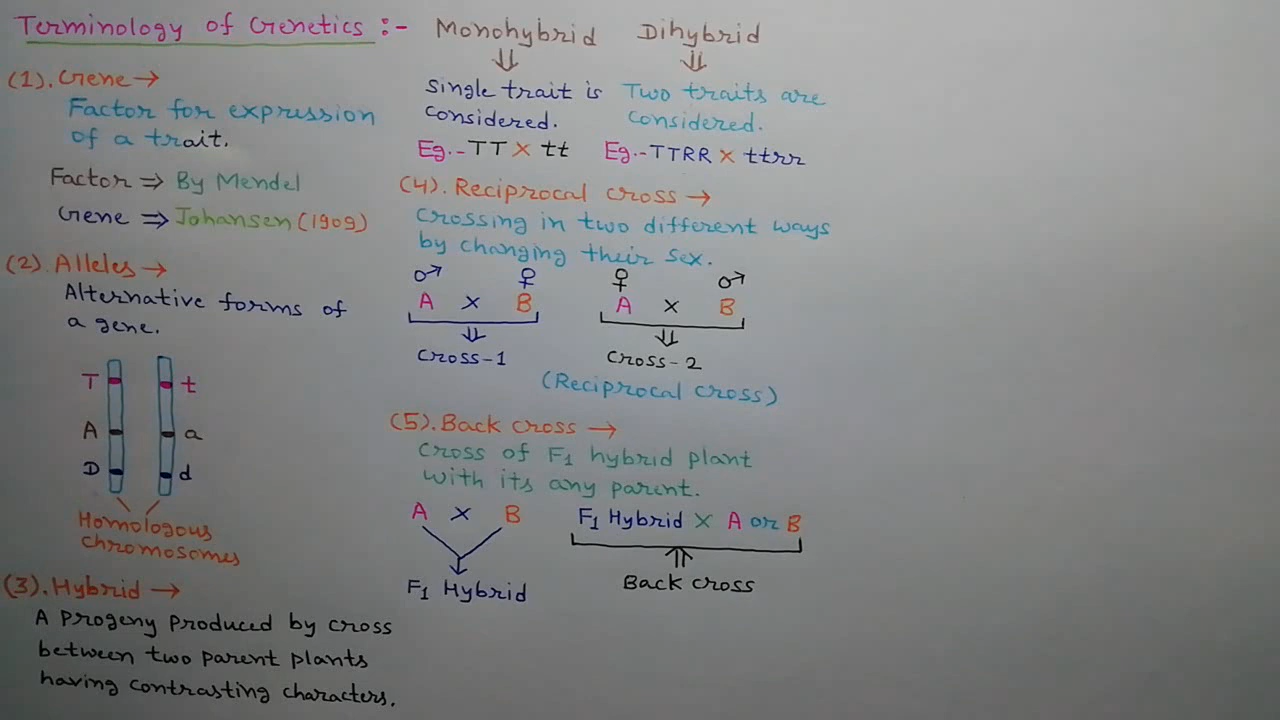 Terminology of Genetics :-
(1). Gene →
Factor for expression
of a trait.
Factor ⇒ By Mendel
Gene ⇒ Johansen (1909)
(2). Alleles →
Alternative forms of
a gene.
T t
A a
D d
Homologous
chromosomes
(3). Hybrid →
A progeny produced by cross
between two parent plants
having contrasting characters.
Monohybrid Dihybrid
⇓ ⇓
Single trait is
considered.
Eg.- TT × tt
Two traits are
considered.
Eg.- TTRR × ttrr
(4). Reciprocal cross →
Crossing in two different ways
by changing their sex.
♂ ♀ ♀ ♂
A × B A × B
⇓ ⇓
Cross-1 Cross-2
(Reciprocal cross)
(5). Back cross →
Cross of F₁ hybrid plant
with its any parent.
A × B
F₁ Hybrid
F₁ Hybrid × A or B
⇑
Back cross